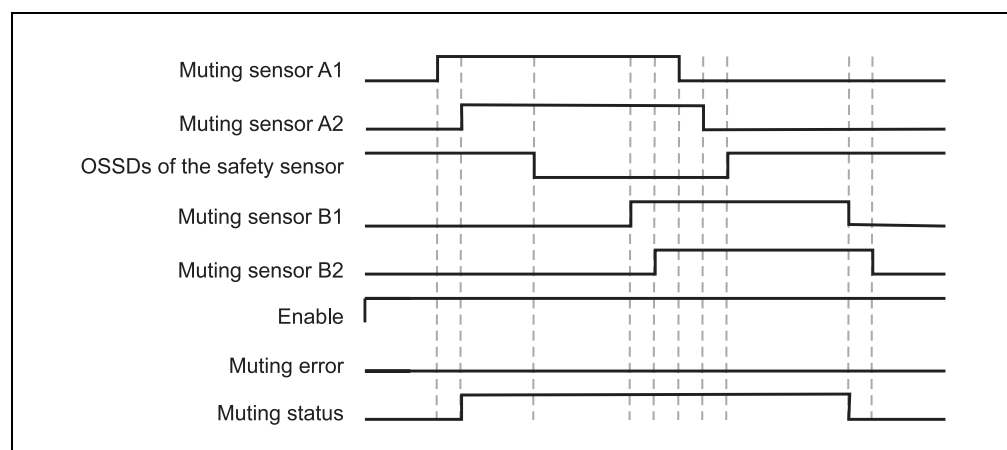 Muting sensor A1
Muting sensor A2
OSSDs of the safety sensor
Muting sensor B1
Muting sensor B2
Enable
Muting error
Muting status